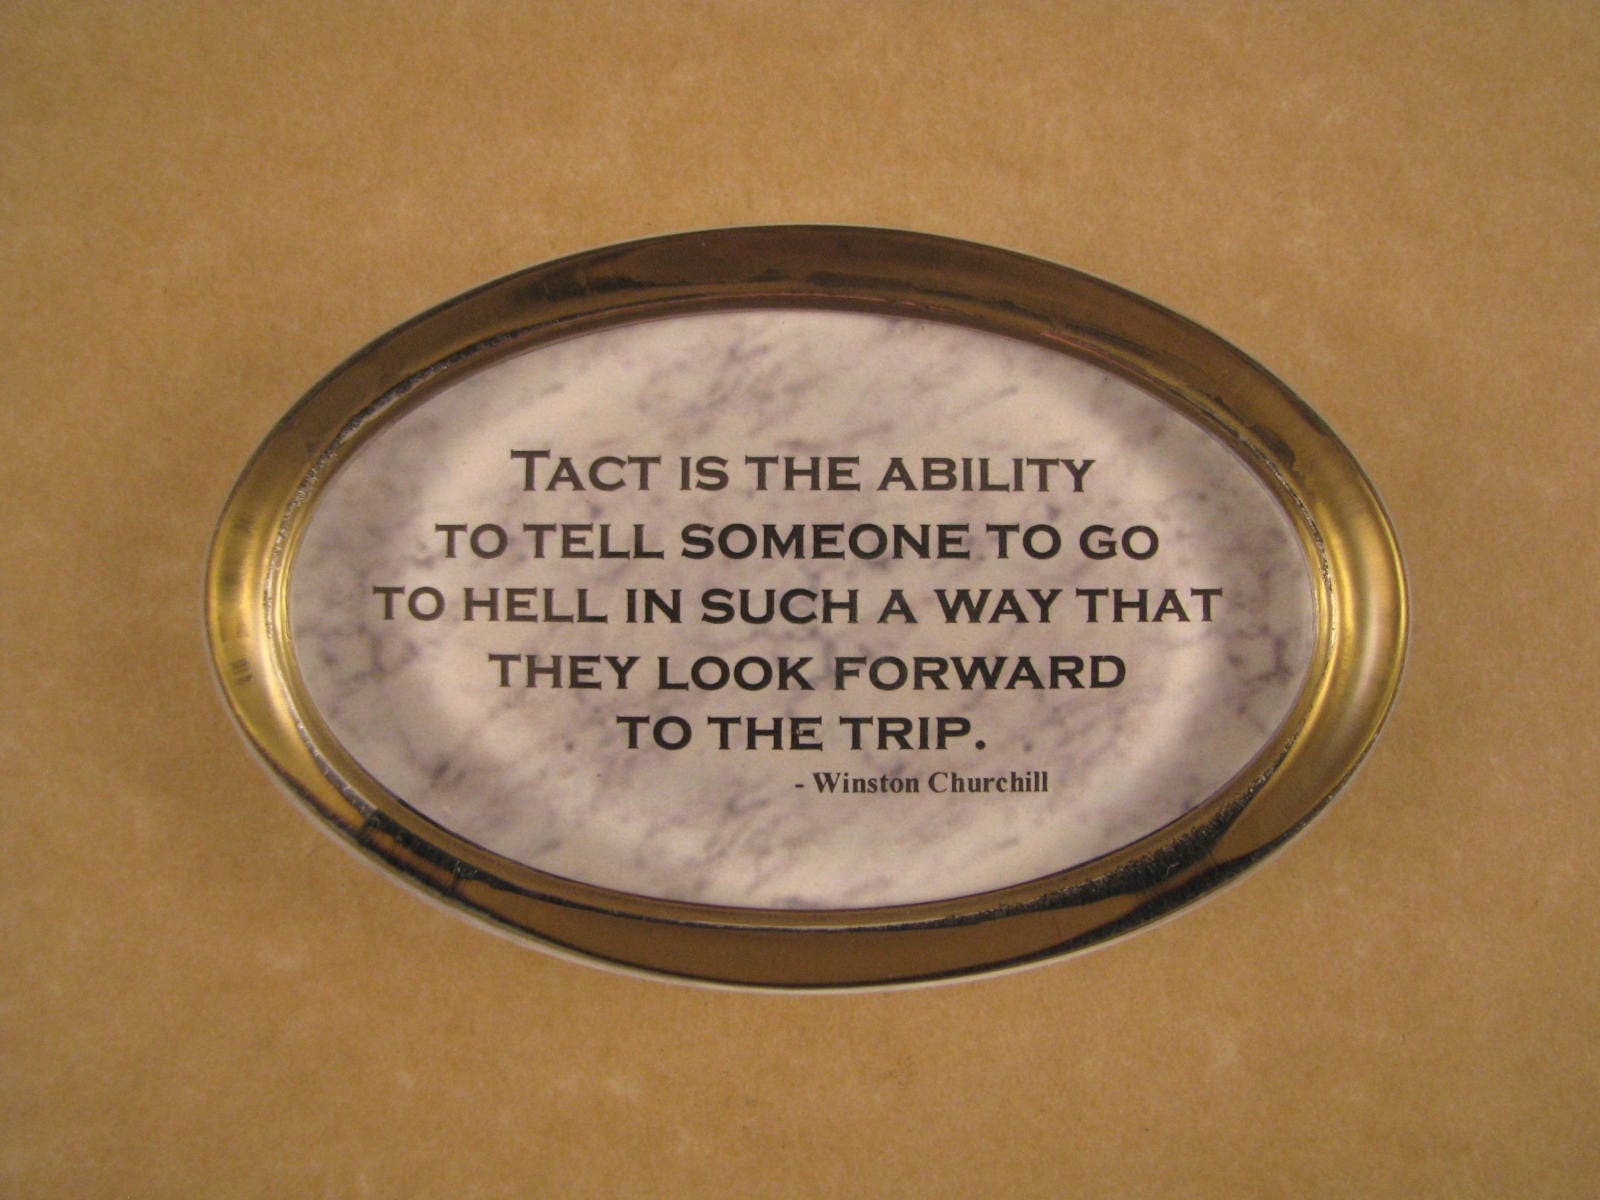 TACT IS THE ABILITY
TO TELL SOMEONE TO GO
TO HELL IN SUCH A WAY THAT
THEY LOOK FORWARD
TO THE TRIP.
- Winston Churchill